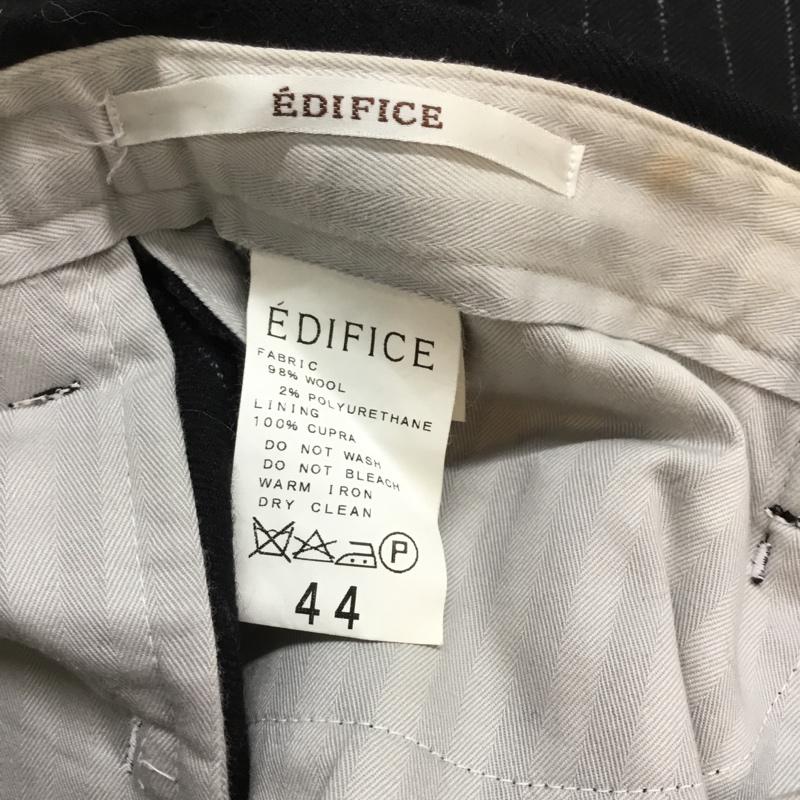 ÉDIFICE
ÉDIFICE
FABRIC
98% WOOL
2% POLYURETHANE
LINING
100% CUPRA
DO NOT WASH
DO NOT BLEACH
WARM IRON
DRY CLEAN
P
44